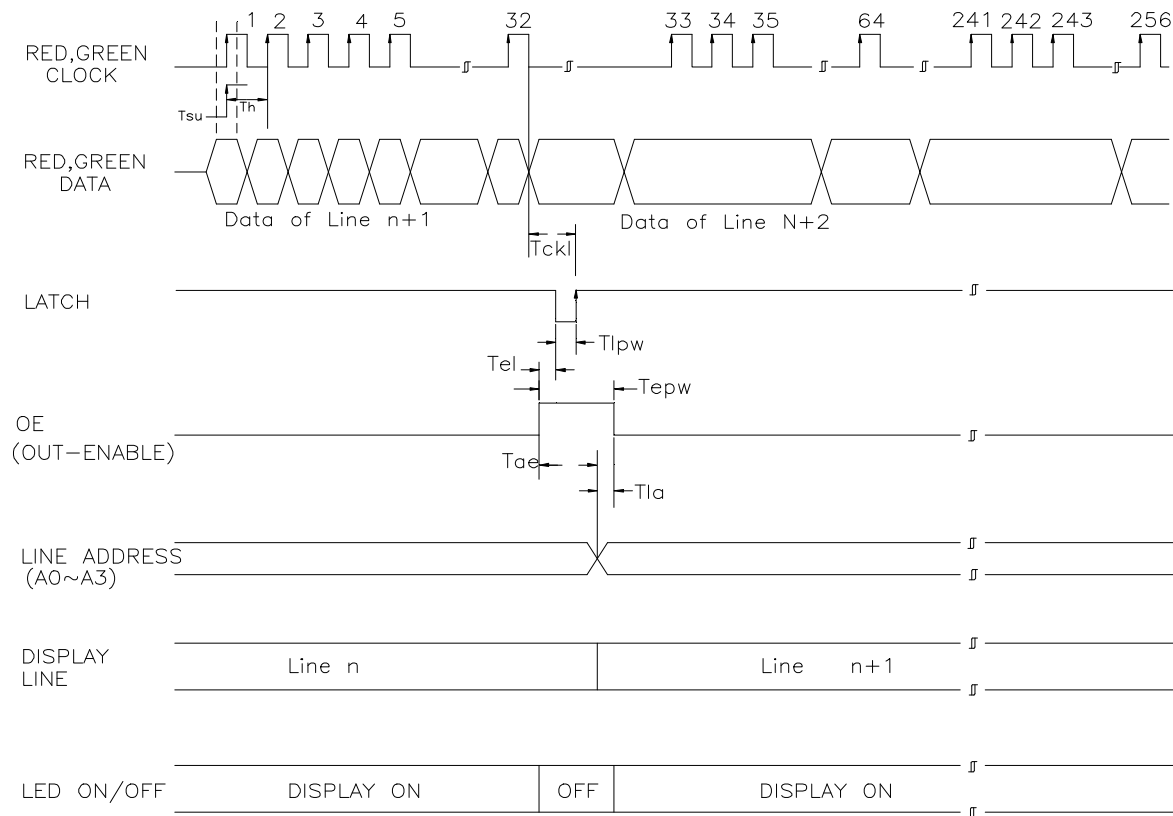 1 2 3 4 5 32 33 34 35 64 241 242 243 256
RED,GREEN
CLOCK
Tsu
Th
RED,GREEN
DATA
Data of Line n+1
Data of Line N+2
Tckl
LATCH
Tlpw
Tel
Tepw
OE
(OUT-ENABLE)
Tae
Tla
LINE ADDRESS
(A0~A3)
DISPLAY
LINE
Line n
Line n+1
LED ON/OFF
DISPLAY ON
OFF
DISPLAY ON